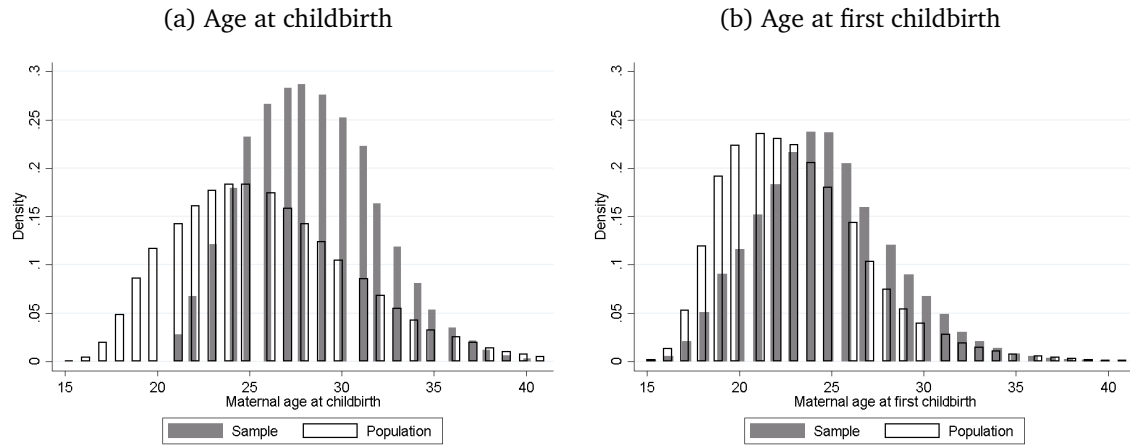 (a) Age at childbirth
.3
.25
.2
.15
.1
.05
0
Density
15 20 25 30 35 40
Maternal age at childbirth
Sample Population
(b) Age at first childbirth
.3
.25
.2
.15
.1
.05
0
Density
15 20 25 30 35 40
Maternal age at first childbirth
Sample Population